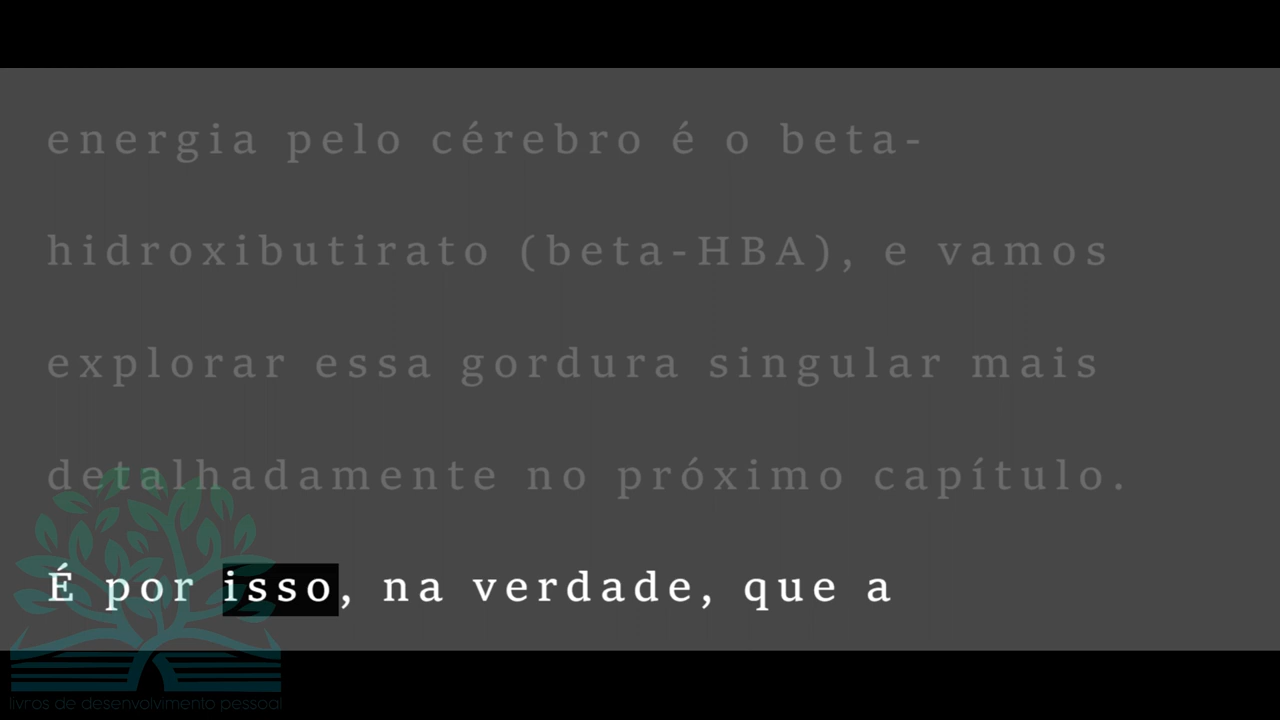 energia pelo cérebro é o beta-
hidroxibutirato (beta-HBA), e vamos
explorar essa gordura singular mais
detalhadamente no próximo capítulo.
É por isso, na verdade, que a
livros de desenvolvimento pessoal